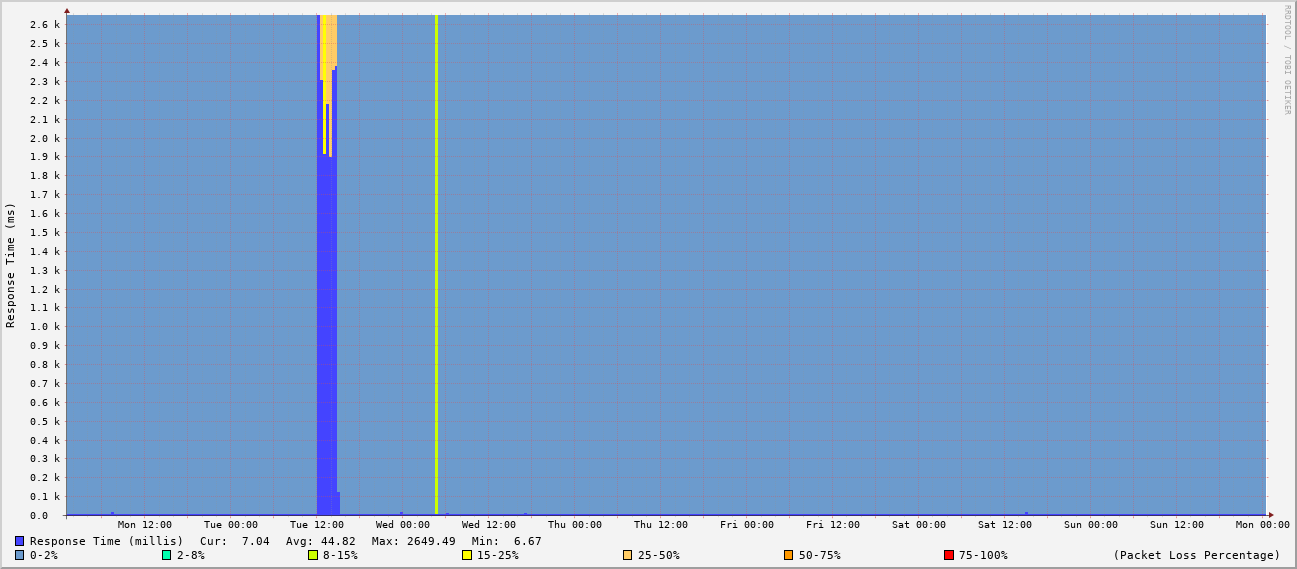 RRDTOOL / TOBI OETIKER
Response Time (ms)
2.6 k
2.5 k
2.4 k
2.3 k
2.2 k
2.1 k
2.0 k
1.9 k
1.8 k
1.7 k
1.6 k
1.5 k
1.4 k
1.3 k
1.2 k
1.1 k
1.0 k
0.9 k
0.8 k
0.7 k
0.6 k
0.5 k
0.4 k
0.3 k
0.2 k
0.1 k
0.0
Mon 12:00 Tue 00:00 Tue 12:00 Wed 00:00 Wed 12:00 Thu 00:00 Thu 12:00 Fri 00:00 Fri 12:00 Sat 00:00 Sat 12:00 Sun 00:00 Sun 12:00 Mon 00:00
Response Time (millis) Cur: 7.04 Avg: 44.82 Max: 2649.49 Min: 6.67
0-2% 2-8% 8-15% 15-25% 25-50% 50-75% 75-100% (Packet Loss Percentage)